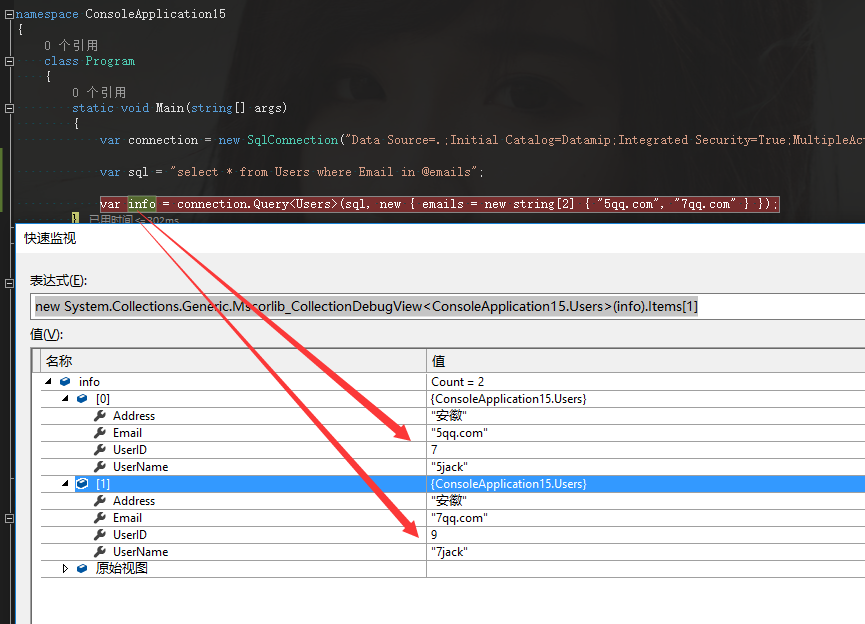 namespace ConsoleApplication15
{
0 个引用
class Program
{
0 个引用
static void Main(string[] args)
{
var connection = new SqlConnection("Data Source=.;Initial Catalog=Datamip;Integrated Security=True;MultipleAc
var sql = "select * from Users where Email in @emails";
var info = connection.Query<Users>(sql, new { emails = new string[2] { "5qq.com", "7qq.com" } });
} 已用时间 <= 302ms
快速监视
表达式(E):
new System.Collections.Generic.Mscorlib_CollectionDebugView<ConsoleApplication15.Users>(info).Items[1]
值(V):
名称 值
info Count = 2
[0] {ConsoleApplication15.Users}
Address "安徽"
Email "5qq.com"
UserID 7
UserName "5jack"
[1] {ConsoleApplication15.Users}
Address "安徽"
Email "7qq.com"
UserID 9
UserName "7jack"
原始视图